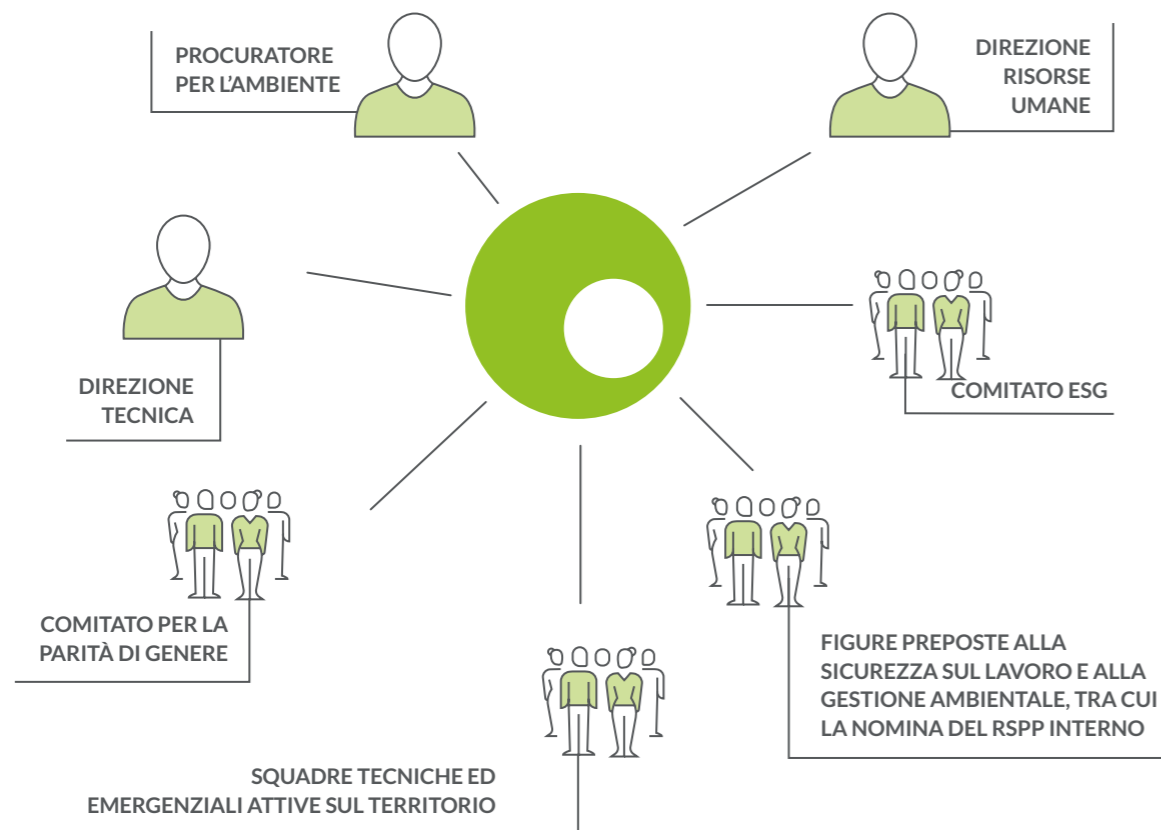 PROCURATORE
PER L'AMBIENTE
DIREZIONE
RISORSE
UMANE
DIREZIONE
TECNICA
COMITATO ESG
COMITATO PER LA
PARITÀ DI GENERE
FIGURE PREPOSTE ALLA
SICUREZZA SUL LAVORO E ALLA
GESTIONE AMBIENTALE, TRA CUI
LA NOMINA DEL RSPP INTERNO
SQUADRE TECNICHE ED
EMERGENZIALI ATTIVE SUL TERRITORIO